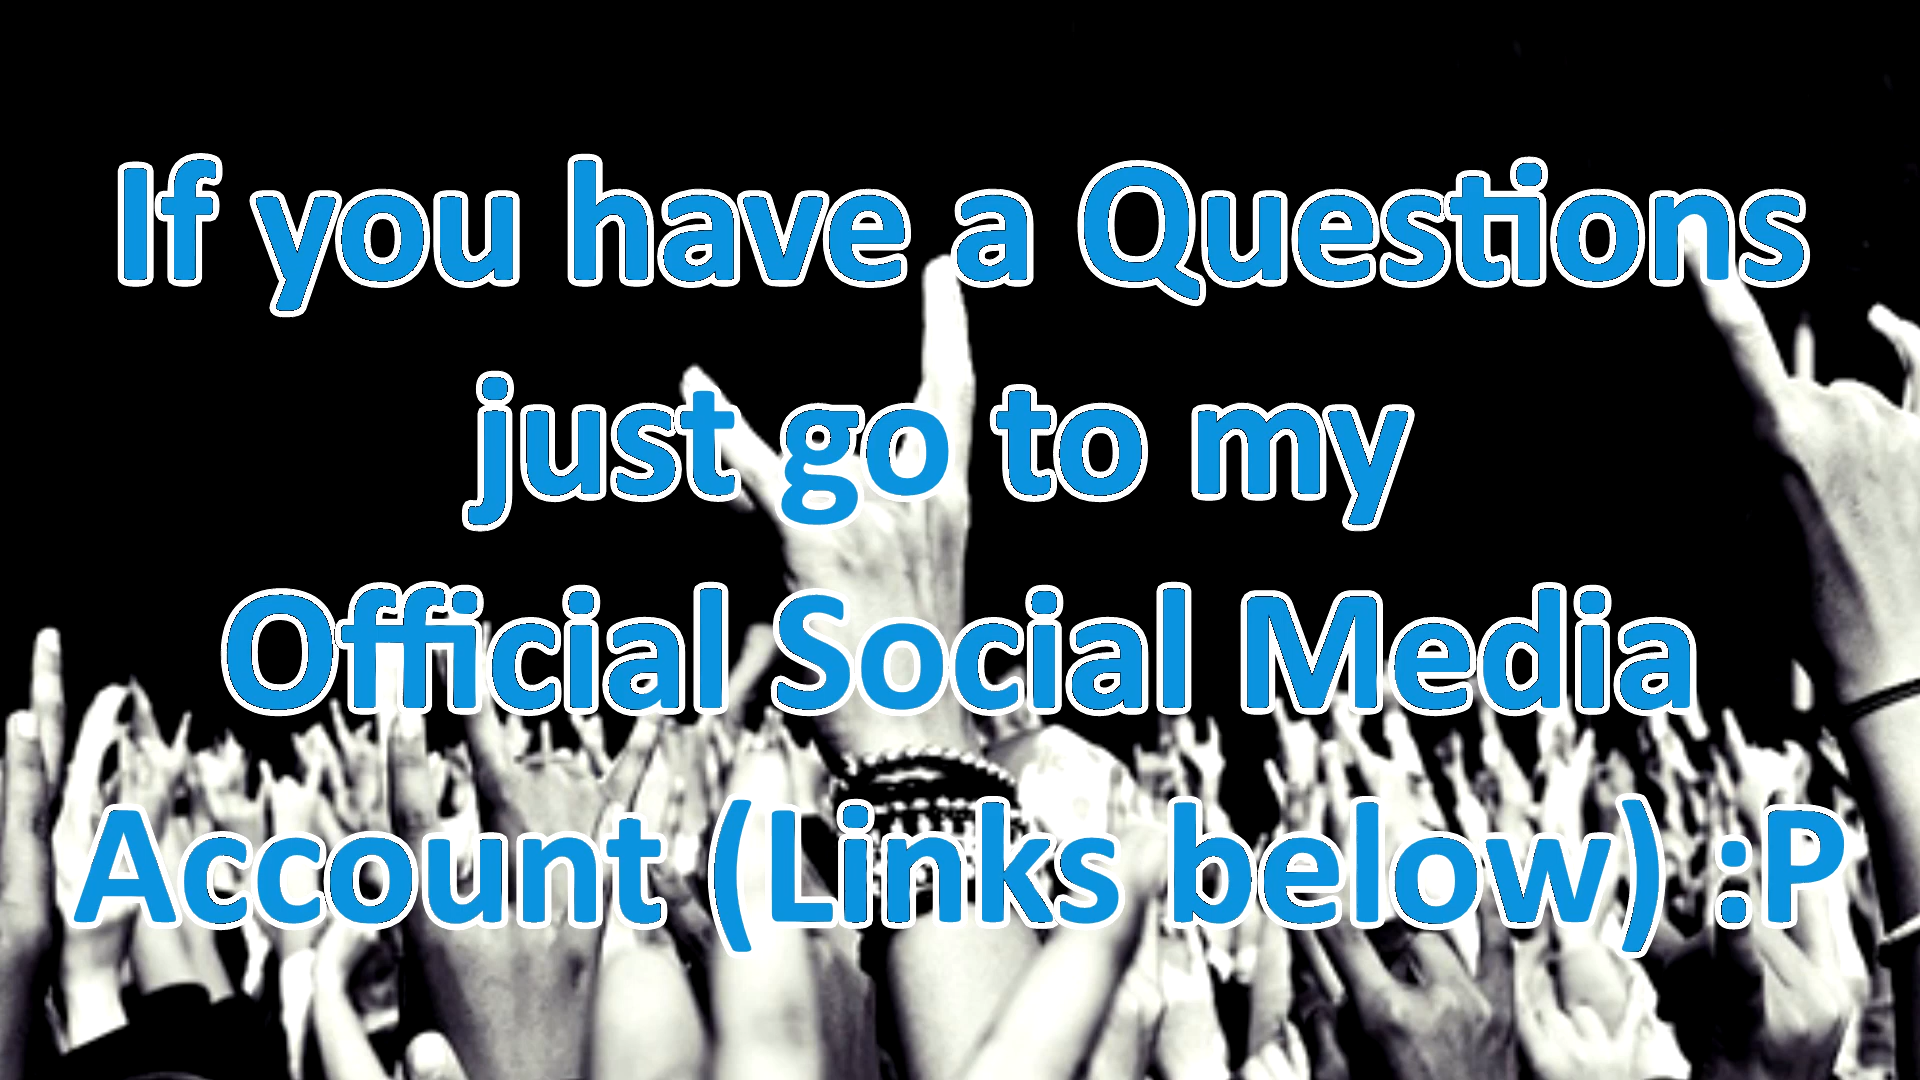 If you have a Questions
just go to my
Official Social Media
Account (Links below) :P